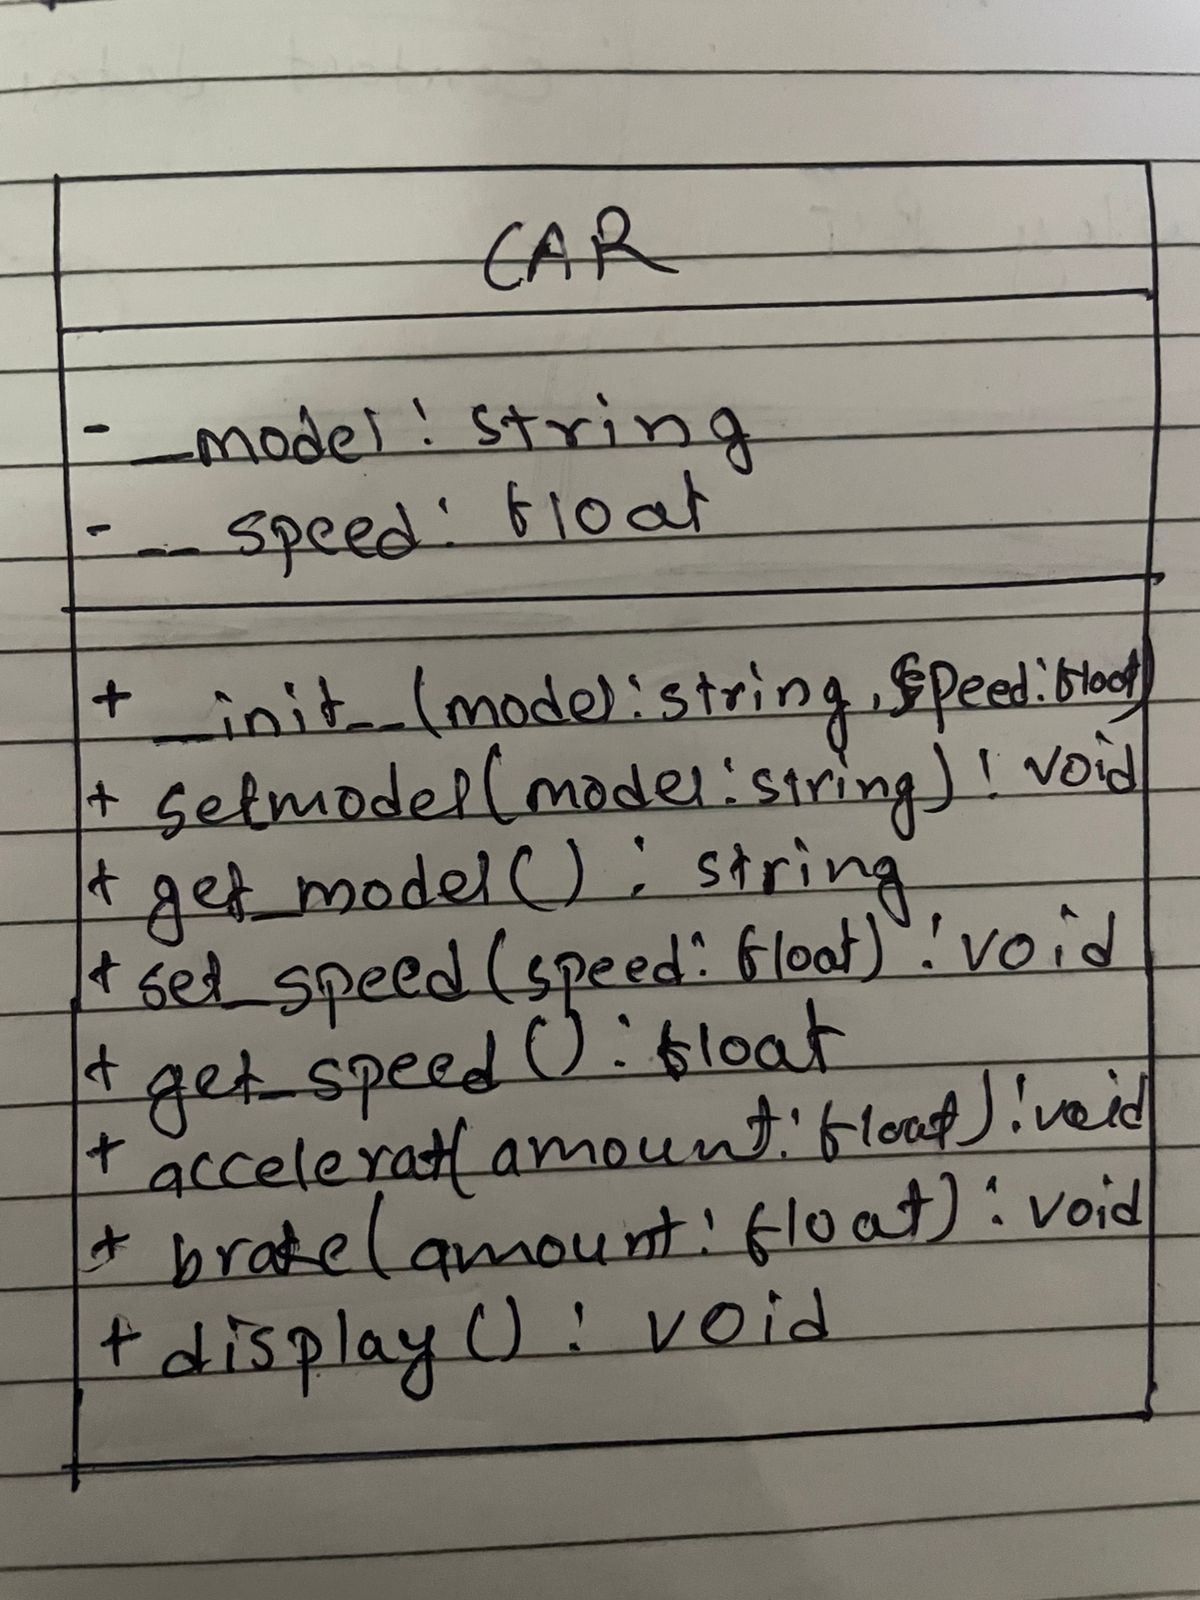 CAR
- __model: string
- __speed: float
+ __init__(model: string, speed: float)
+ setmodel(model: string): void
+ get_model(): string
+ set_speed(speed: float): void
+ get_speed(): float
+ accelerat(amount: float): void
+ brake(amount: float): void
+ display(): void